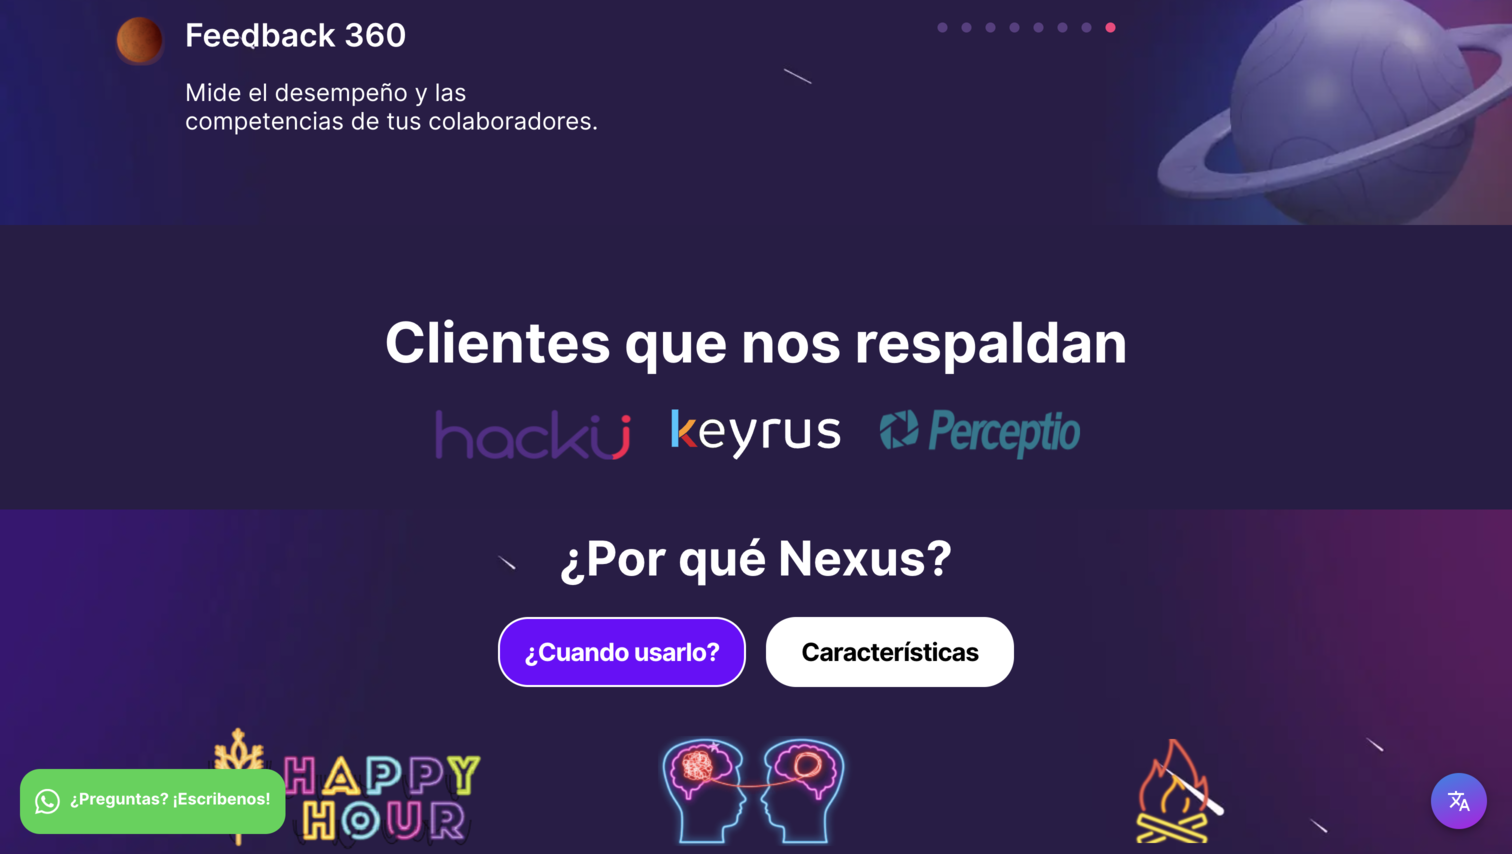 Feedback 360
Mide el desempeño y las
competencias de tus colaboradores.
Clientes que nos respaldan
hacku
keyrus
Perceptio
¿Por qué Nexus?
¿Cuando usarlo?
Características
HAPPY
HOUR
¿Preguntas? ¡Escribenos!